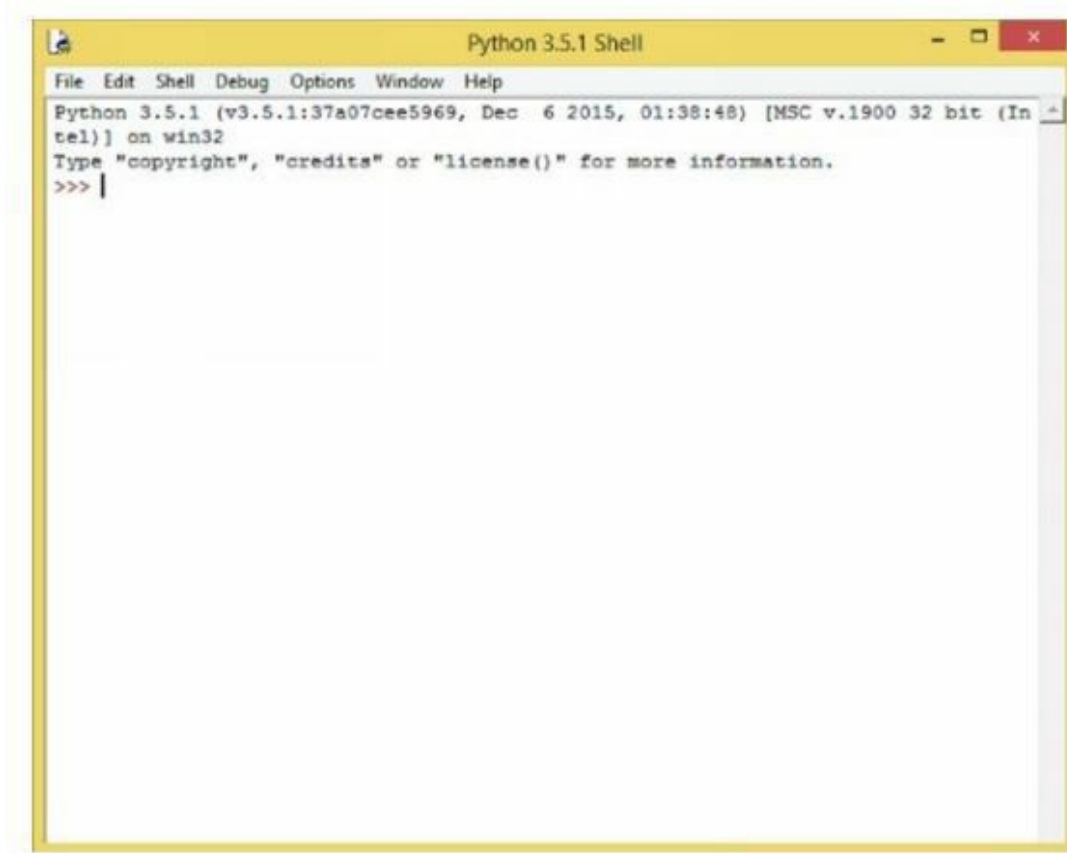 Python 3.5.1 Shell
File Edit Shell Debug Options Window Help
Python 3.5.1 (v3.5.1:37a07cee5969, Dec  6 2015, 01:38:48) [MSC v.1900 32 bit (In
tel)] on win32
Type "copyright", "credits" or "license()" for more information.
>>>